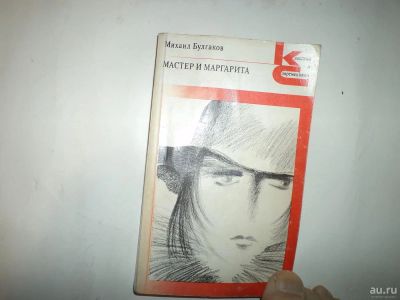 Михаил Булгаков
МАСТЕР И МАРГАРИТА
К
классики и
современники
С
au.ru